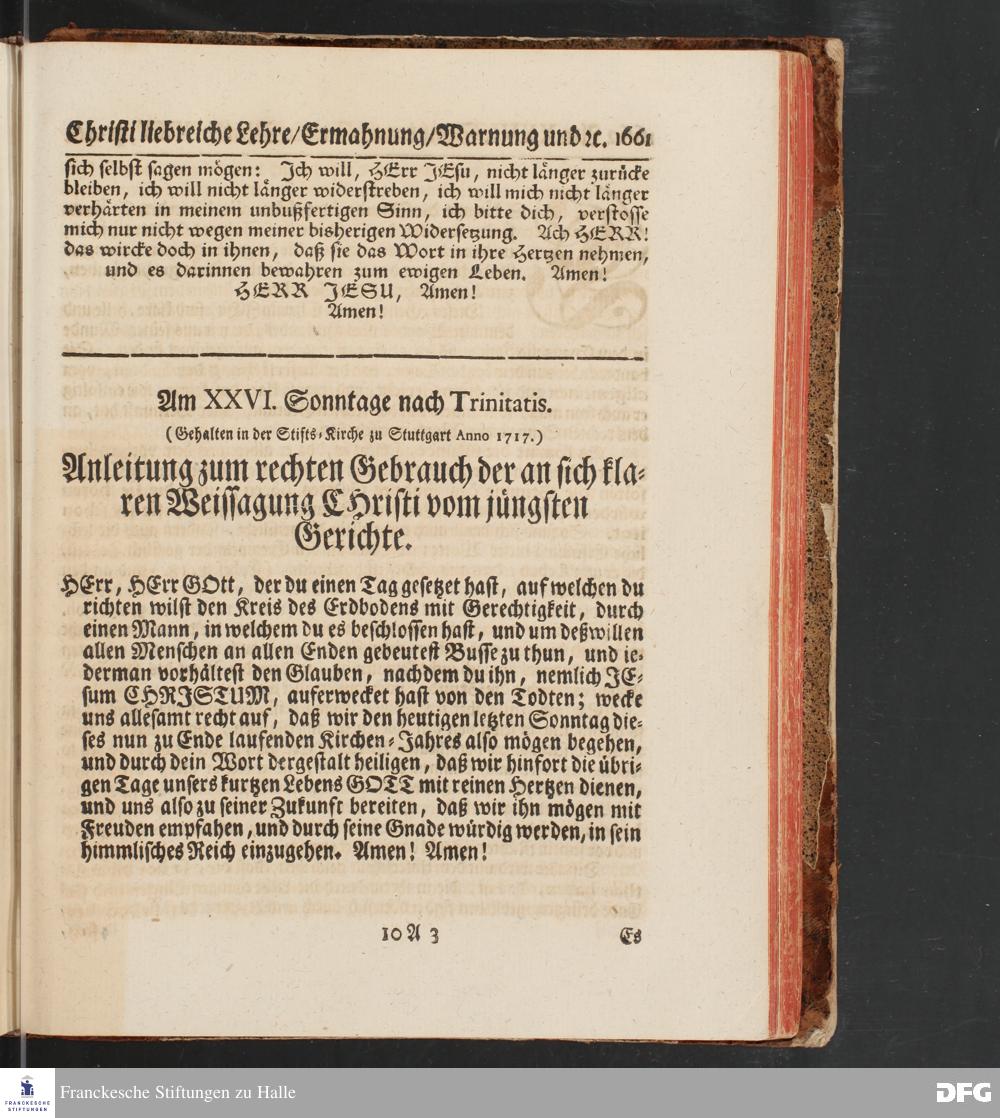 Christi liebreiche Lehre/Ermahnung/Warnung und ꝛc. 1661
sich selbst sagen mögen: Ich will, HErr JEsu, nicht länger zurücke
bleiben, ich will nicht länger widerstreben, ich will mich nicht länger
verhärten in meinem unbußfertigen Sinn, ich bitte dich, verstosse
mich nur nicht wegen meiner bisherigen Widersetzung. Ach HERR!
das wircke doch in ihnen, daß sie das Wort in ihre Hertzen nehmen,
und es darinnen bewahren zum ewigen Leben. Amen!
HERR JESU, Amen!
Amen!
Am XXVI. Sonntage nach Trinitatis.
(Gehalten in der Stifts-Kirche zu Stuttgart Anno 1717.)
Anleitung zum rechten Gebrauch der an sich kla-
ren Weissagung CHristi vom jüngsten
Gerichte.
HErr, HErr GOtt, der du einen Tag gesetzet hast, auf welchen du
richten wilst den Kreis des Erdbodens mit Gerechtigkeit, durch
einen Mann, in welchem du es beschlossen hast, und um deßwillen
allen Menschen an allen Enden gebeutest Busse zu thun, und ie-
derman vorhältest den Glauben, nachdem du ihn, nemlich JE-
sum CHRISTUM, auferwecket hast von den Todten; wecke
uns allesamt recht auf, daß wir den heutigen letzten Sonntag die-
ses nun zu Ende laufenden Kirchen-Jahres also mögen begehen,
und durch dein Wort dergestalt heiligen, daß wir hinfort die übri-
gen Tage unsers kurtzen Lebens GOTT mit reinen Hertzen dienen,
und uns also zu seiner Zukunft bereiten, daß wir ihn mögen mit
Freuden empfahen, und durch seine Gnade würdig werden, in sein
himmlisches Reich einzugehen. Amen! Amen!
10 A 3 Es
FRANCKESCHE
STIFTUNGEN
Franckesche Stiftungen zu Halle
DFG